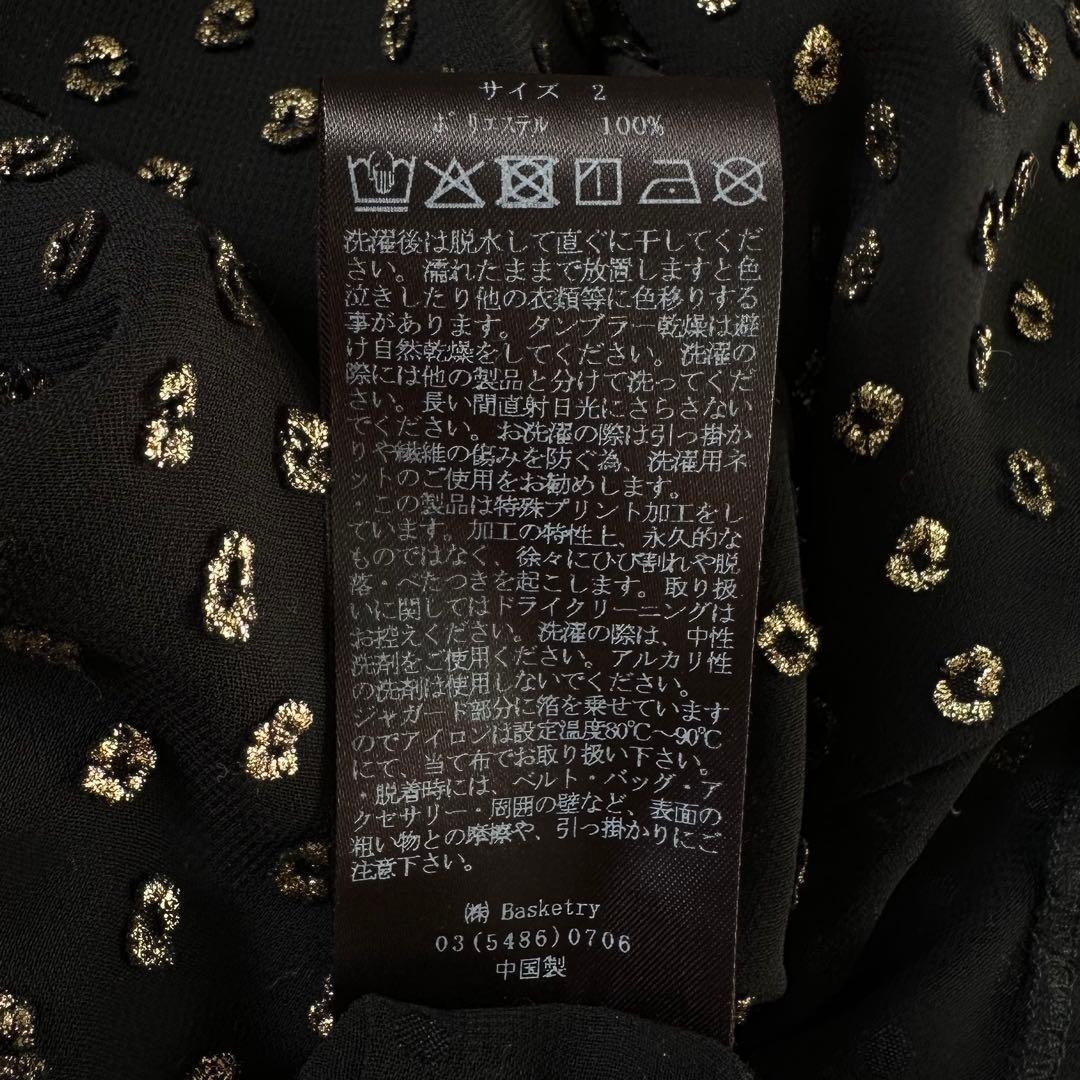 サイズ 2
ポリエステル 100%
洗濯後は脱水して直ぐに干してくだ
さい。濡れたままで放置しますと色
泣きしたり他の衣類等に色移りする
事があります。タンブラー乾燥は避
け自然乾燥をしてください。洗濯の
際には他の製品と分けて洗ってくだ
さい。長い間直射日光にさらさない
でください。お洗濯の際は引っ掛か
りや繊維の傷みを防ぐ為、洗濯用ネ
ットのご使用をお勧めします。
・この製品は特殊プリント加工をし
ています。加工の特性上、永久的な
ものではなく、徐々にひび割れや脱
落・べたつきを起こします。取り扱
いに関してはドライクリーニングは
お控えください。洗濯の際は、中性
洗剤をご使用ください。アルカリ性
の洗剤は使用しないでください。
ジャガード部分に箔を乗せています
のでアイロンは設定温度80℃～90℃
にて、当て布でお取り扱い下さい。
・脱着時には、ベルト・バッグ・ア
クセサリー・周囲の壁など、表面の
粗い物との摩擦や、引っ掛かりにご
注意下さい。
㈱ Basketry
03(5486)0706
中国製